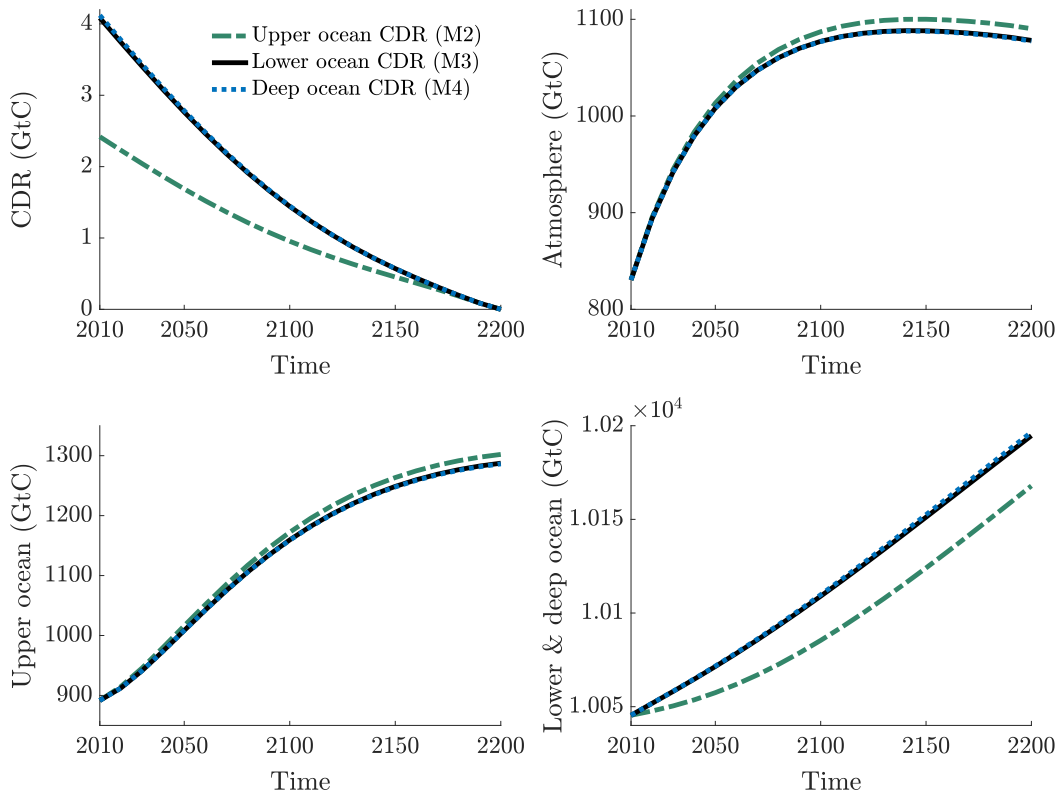 CDR (GtC)
4
3
2
1
0
2010 2050 2100 2150 2200
Time
Upper ocean CDR (M2)
Lower ocean CDR (M3)
Deep ocean CDR (M4)
Atmosphere (GtC)
1100
1000
900
800
2010 2050 2100 2150 2200
Time
Upper ocean (GtC)
1300
1200
1100
1000
900
2010 2050 2100 2150 2200
Time
Lower & deep ocean (GtC)
×10⁴
1.02
1.015
1.01
1.005
2010 2050 2100 2150 2200
Time